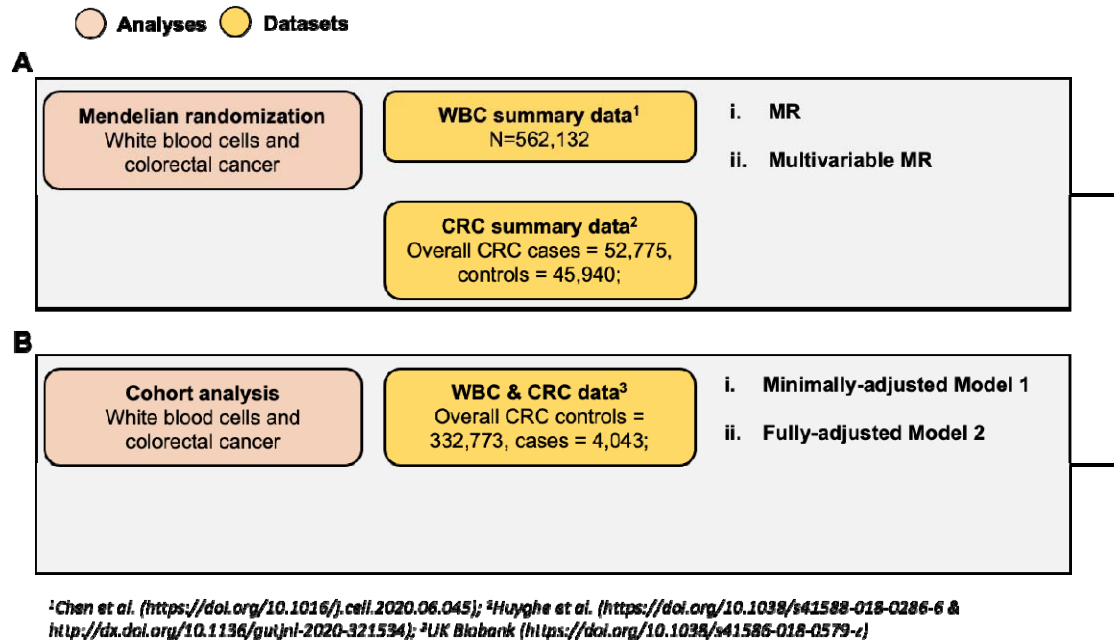 Analyses Datasets
A
Mendelian randomization
White blood cells and
colorectal cancer
WBC summary data¹
N=562,132
CRC summary data²
Overall CRC cases = 52,775,
controls = 45,940;
i. MR
ii. Multivariable MR
B
Cohort analysis
White blood cells and
colorectal cancer
WBC & CRC data³
Overall CRC controls =
332,773, cases = 4,043;
i. Minimally-adjusted Model 1
ii. Fully-adjusted Model 2
¹Chen et al. (https://doi.org/10.1016/j.cell.2020.06.045); ²Huyghe et al. (https://doi.org/10.1038/s41588-018-0286-6 &
http://dx.doi.org/10.1136/gutjnl-2020-321534); ³UK Biobank (https://doi.org/10.1038/s41586-018-0579-z)